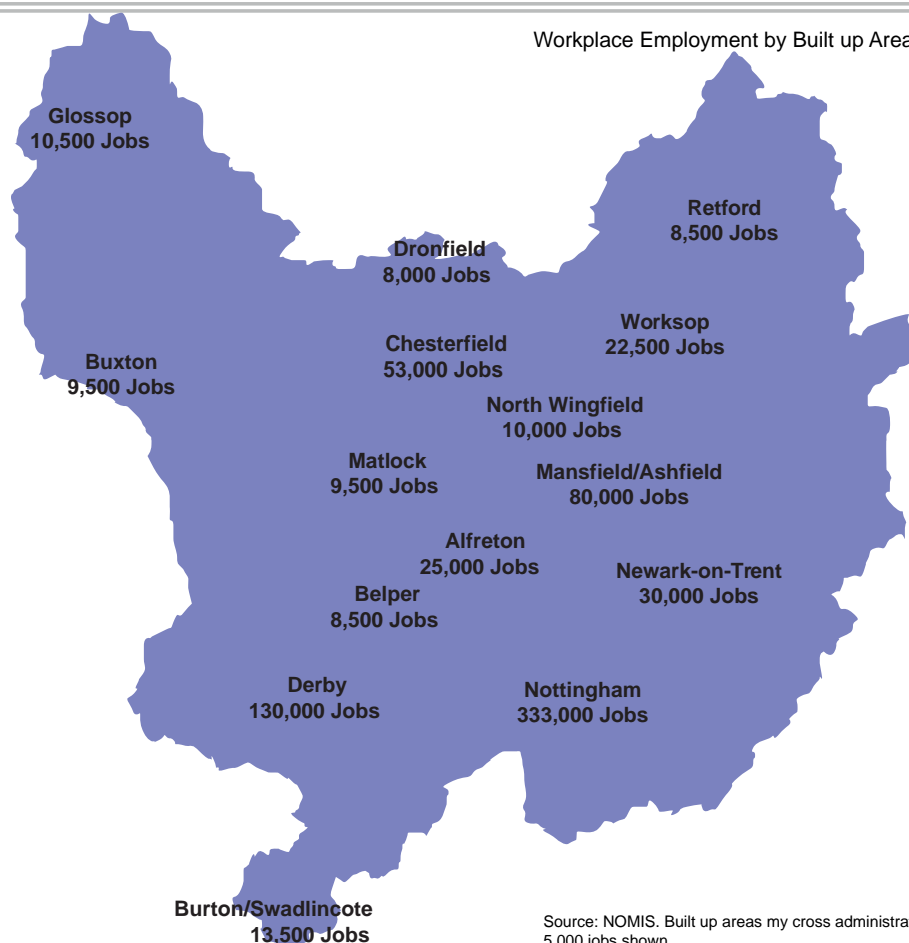 Workplace Employment by Built up Area
Glossop
10,500 Jobs
Retford
8,500 Jobs
Dronfield
8,000 Jobs
Worksop
22,500 Jobs
Chesterfield
53,000 Jobs
Buxton
9,500 Jobs
North Wingfield
10,000 Jobs
Matlock
9,500 Jobs
Mansfield/Ashfield
80,000 Jobs
Alfreton
25,000 Jobs
Newark-on-Trent
30,000 Jobs
Belper
8,500 Jobs
Derby
130,000 Jobs
Nottingham
333,000 Jobs
Burton/Swadlincote
13,500 Jobs
Source: NOMIS. Built up areas my cross administra
5,000 jobs shown